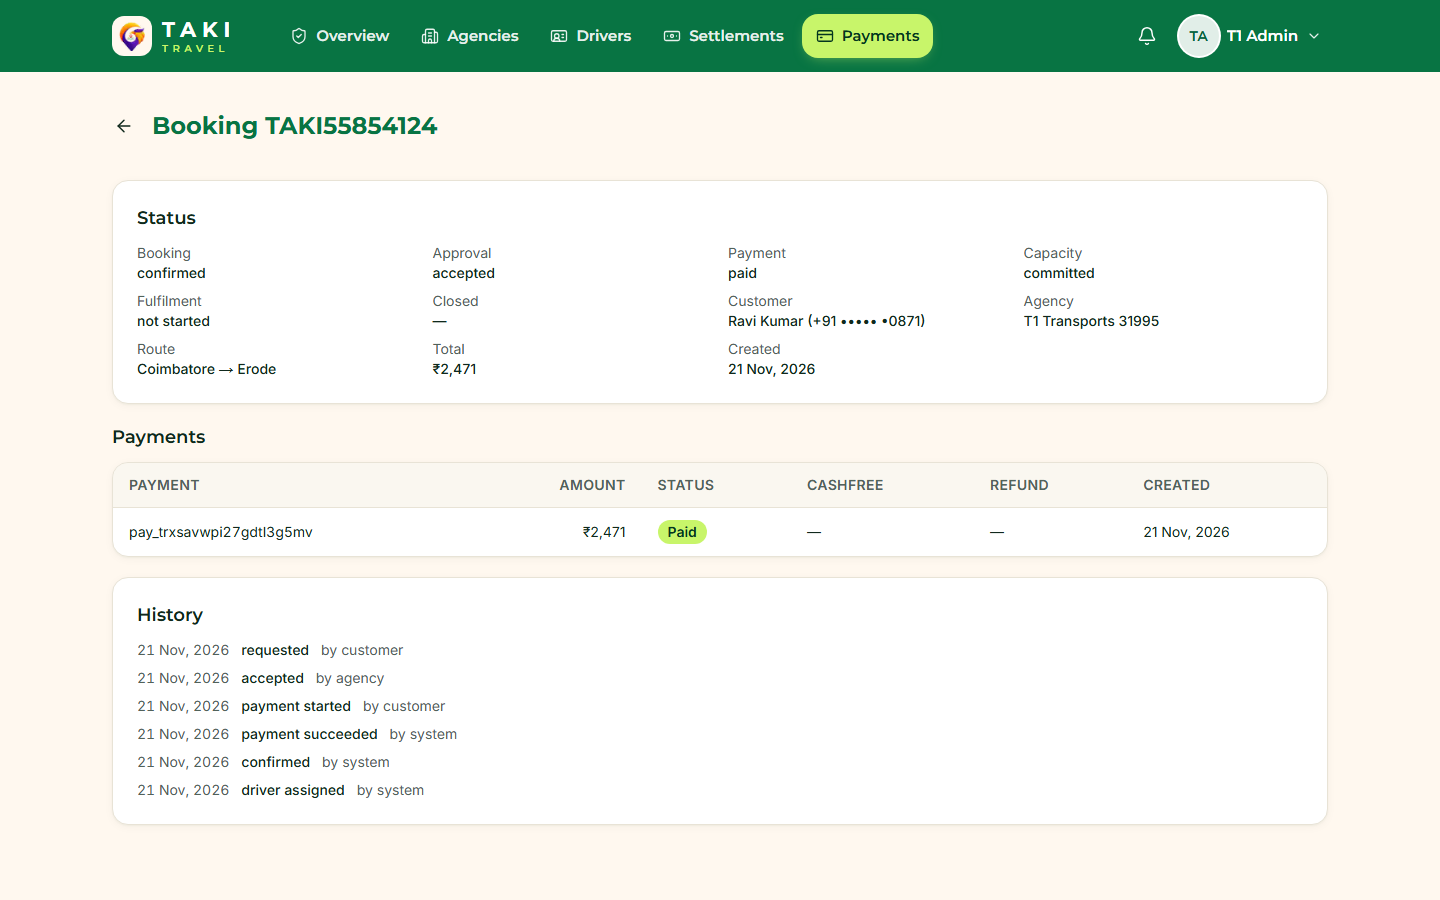 TAKI
TRAVEL
Overview
Agencies
Drivers
Settlements
Payments
TA
T1 Admin
Booking TAKI55854124
Status
Booking
Approval
Payment
Capacity
confirmed
accepted
paid
committed
Fulfilment
Closed
Customer
Agency
not started
—
Ravi Kumar (+91 ••••• •0871)
T1 Transports 31995
Route
Total
Created
Coimbatore → Erode
₹2,471
21 Nov, 2026
Payments
PAYMENT AMOUNT STATUS CASHFREE REFUND CREATED
pay_trxsavwpi27gdtl3g5mv ₹2,471 Paid — — 21 Nov, 2026
History
21 Nov, 2026 requested by customer
21 Nov, 2026 accepted by agency
21 Nov, 2026 payment started by customer
21 Nov, 2026 payment succeeded by system
21 Nov, 2026 confirmed by system
21 Nov, 2026 driver assigned by system